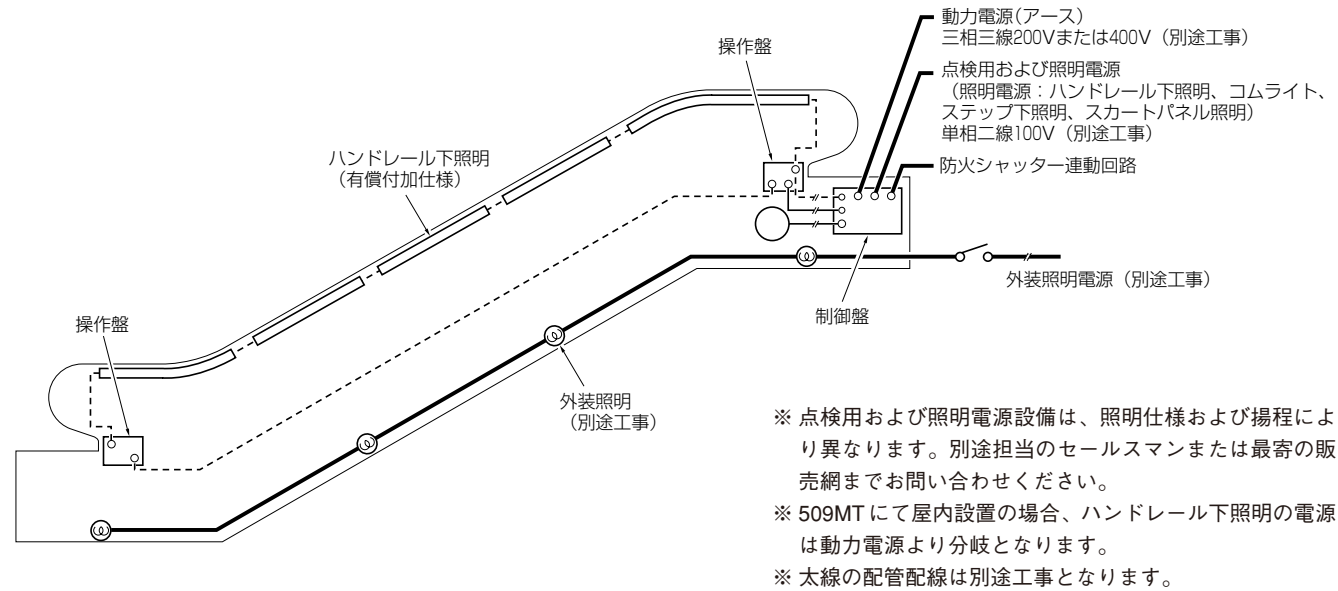 動力電源（アース）
三相三線200Vまたは400V（別途工事）
操作盤
点検用および照明電源
（照明電源：ハンドレール下照明、コムライト、
ステップ下照明、スカートパネル照明）
単相二線100V（別途工事）
ハンドレール下照明
（有償付加仕様）
防火シャッター連動回路
外装照明電源（別途工事）
制御盤
操作盤
外装照明
（別途工事）
※ 点検用および照明電源設備は、照明仕様および揚程によ
り異なります。別途担当のセールスマンまたは最寄の販
売網までお問い合わせください。
※ 509MTにて屋内設置の場合、ハンドレール下照明の電源
は動力電源より分岐となります。
※ 太線の配管配線は別途工事となります。